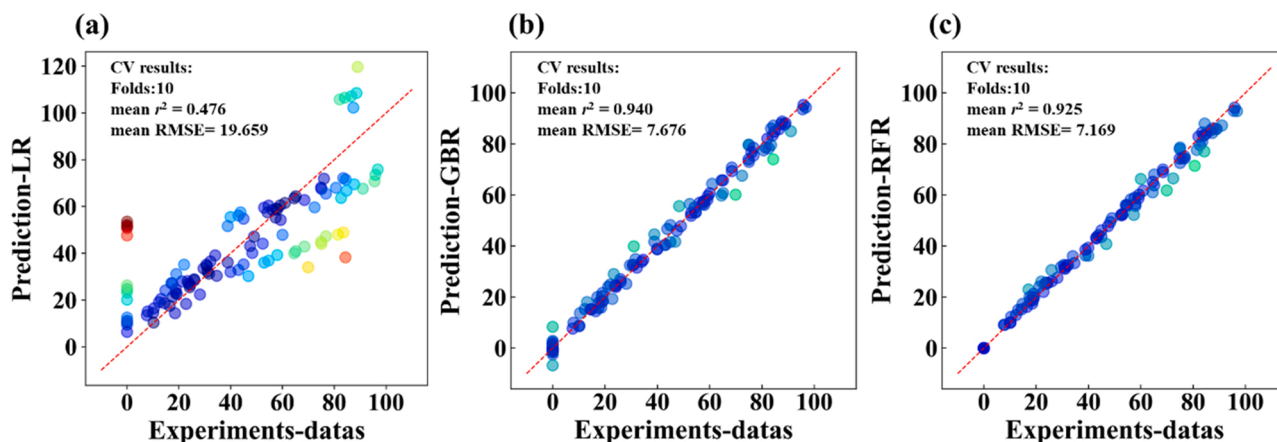 (a)
CV results:
Folds:10
mean r² = 0.476
mean RMSE= 19.659
Prediction-LR
120
100
80
60
40
20
0
0 20 40 60 80 100
Experiments-datas
(b)
CV results:
Folds:10
mean r² = 0.940
mean RMSE= 7.676
Prediction-GBR
100
80
60
40
20
0
0 20 40 60 80 100
Experiments-datas
(c)
CV results:
Folds:10
mean r² = 0.925
mean RMSE= 7.169
Prediction-RFR
100
80
60
40
20
0
0 20 40 60 80 100
Experiments-datas